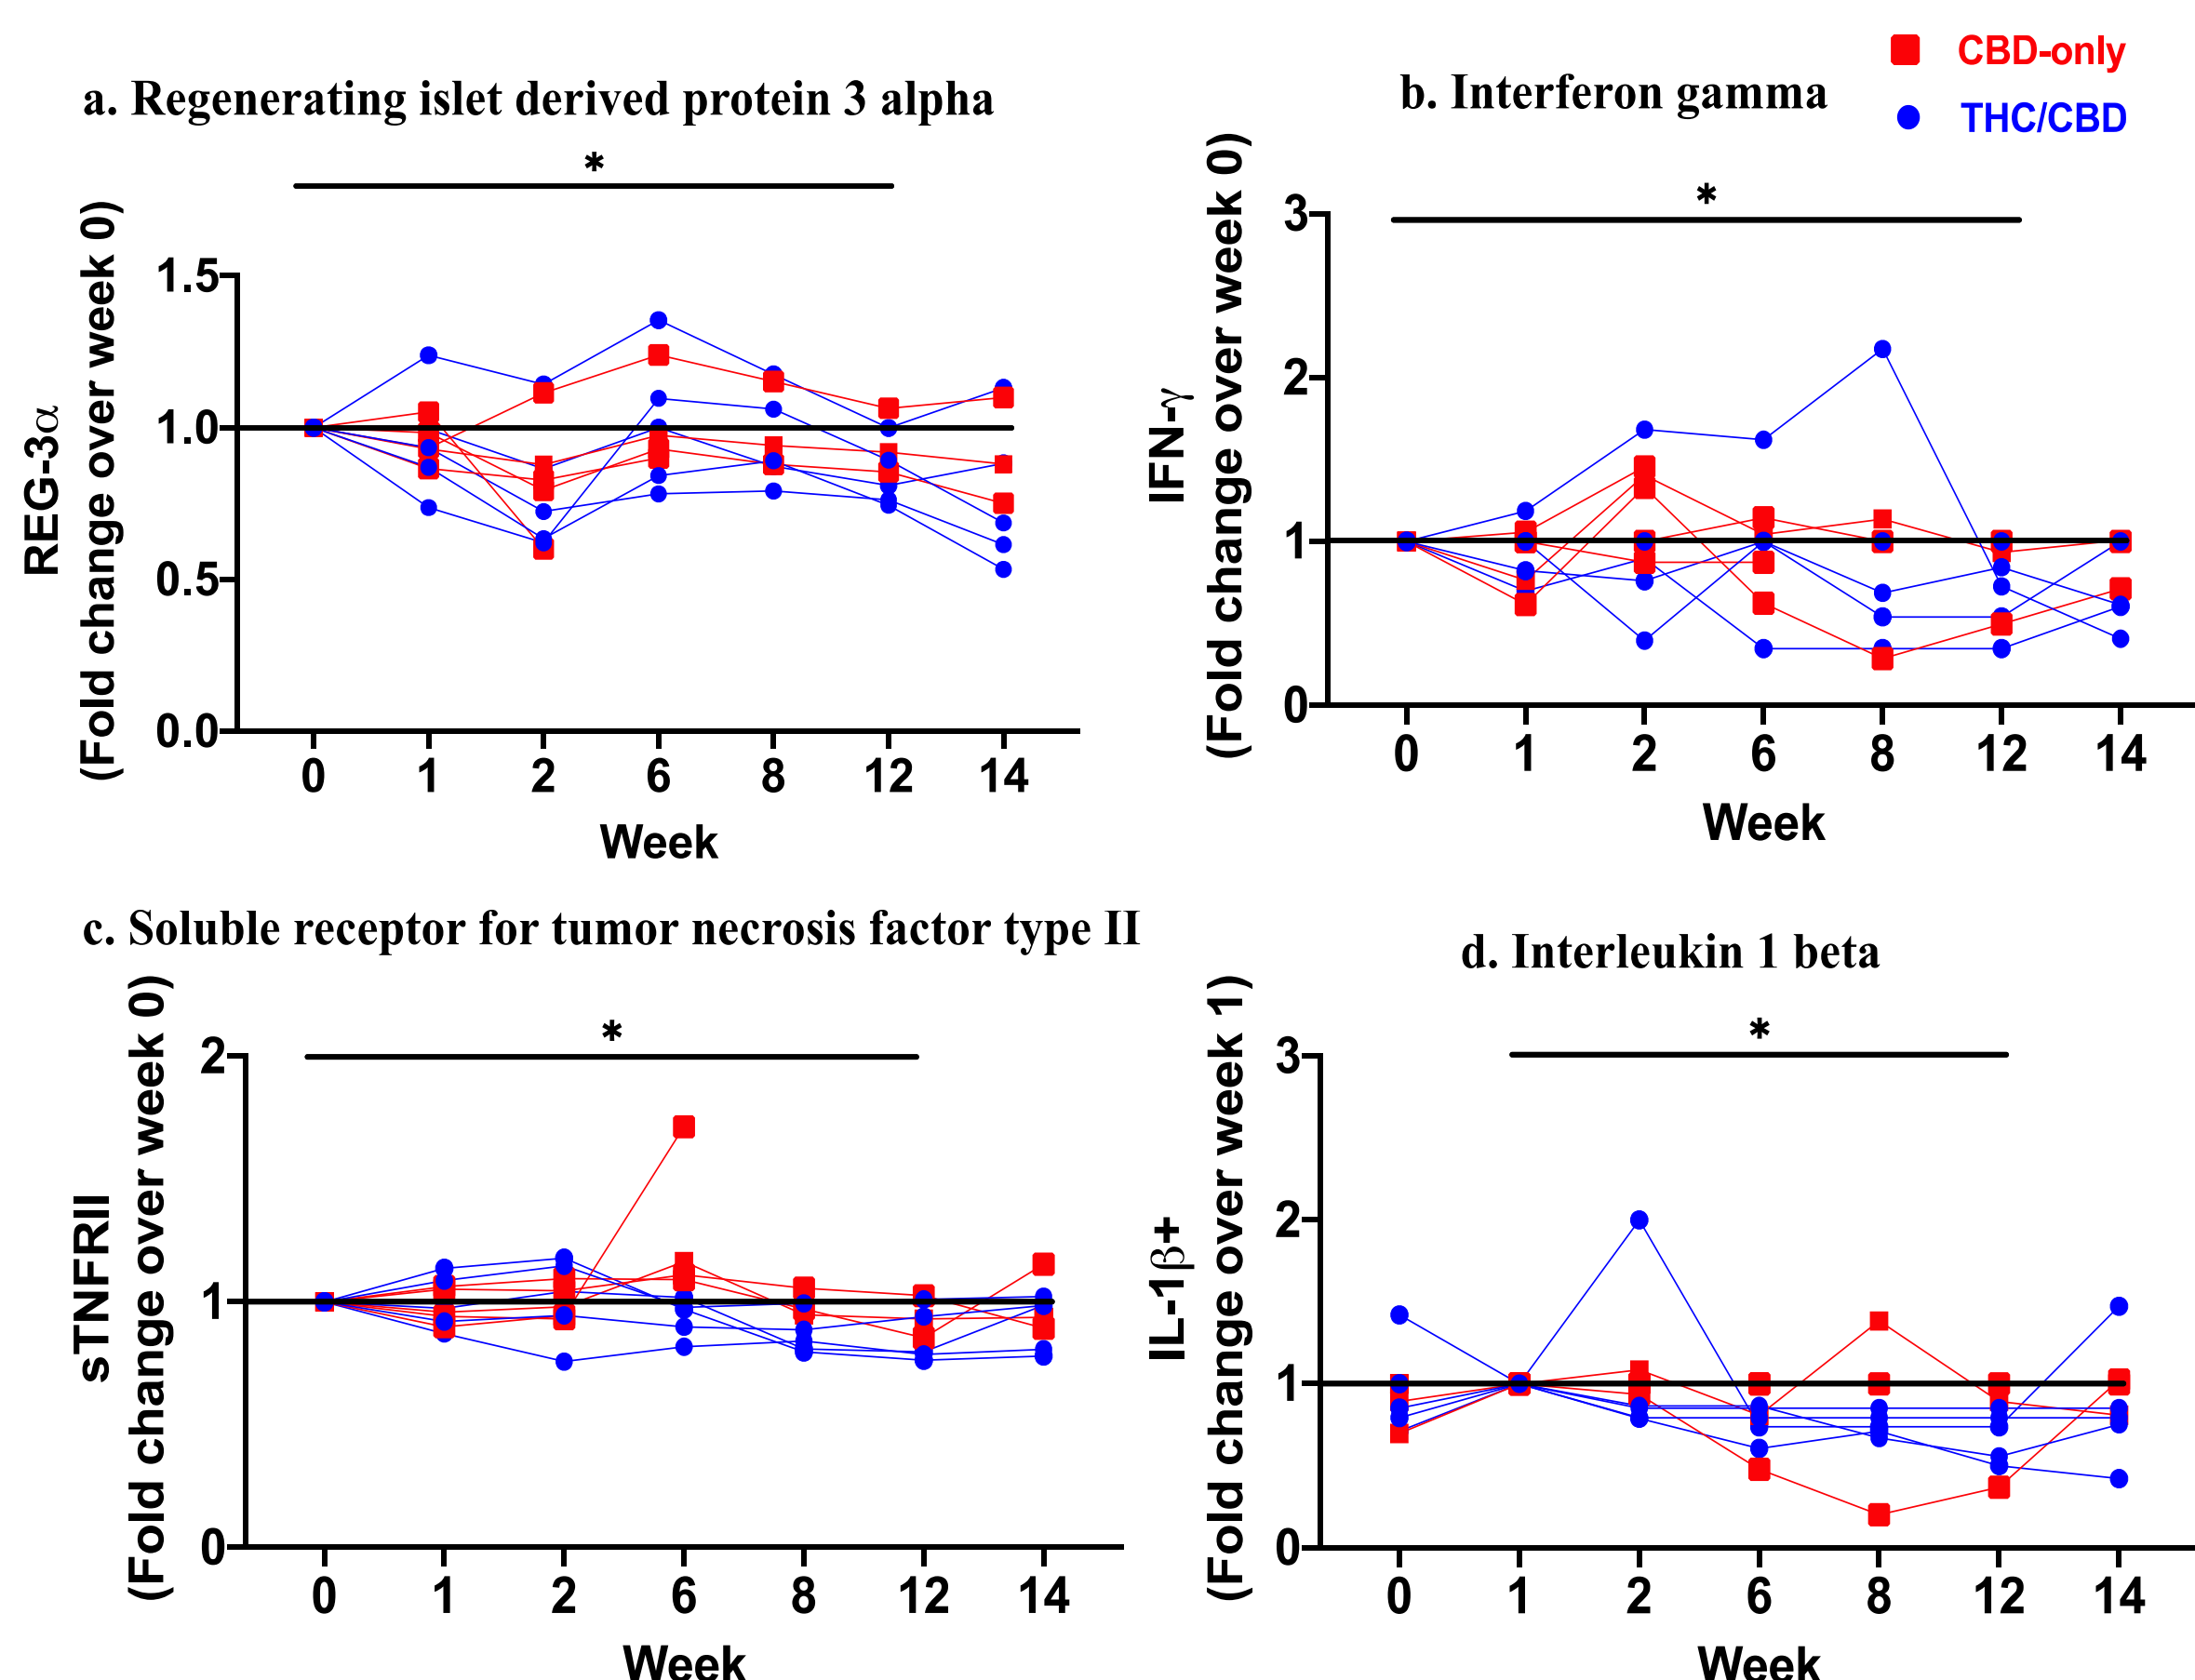 CBD-only
THC/CBD
a. Regenerating islet derived protein 3 alpha
*
REG-3α
(Fold change over week 0)
1.5
1.0
0.5
0.0
0 1 2 6 8 12 14
Week
b. Interferon gamma
*
IFN-γ
(Fold change over week 0)
3
2
1
0
0 1 2 6 8 12 14
Week
c. Soluble receptor for tumor necrosis factor type II
*
sTNFRII
(Fold change over week 0)
2
1
0
0 1 2 6 8 12 14
Week
d. Interleukin 1 beta
*
IL-1β+
(Fold change over week 1)
3
2
1
0
0 1 2 6 8 12 14
Week